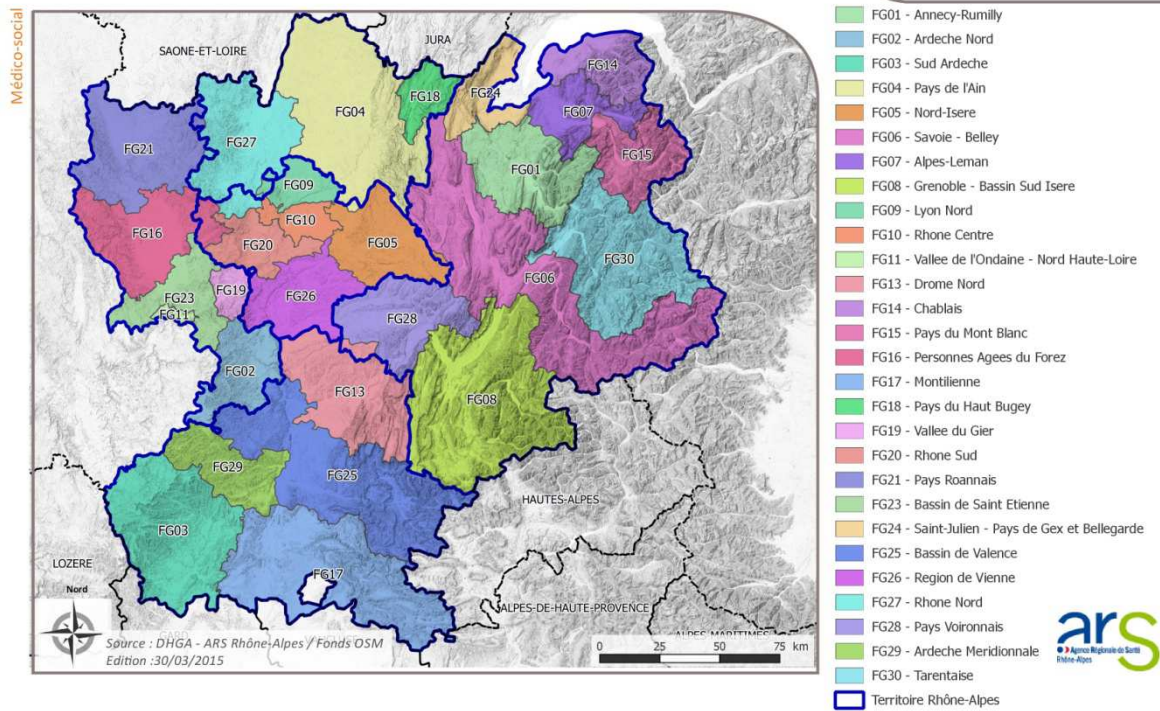 Médico-social
SAONE-ET-LOIRE
JURA
FG14
FG24
FG18
FG04
FG07
FG27
FG21
FG15
FG01
FG09
FG10
FG16
FG20
FG05
FG30
FG06
FG19
FG26
FG23
FG11
FG28
FG02
FG13
FG08
FG29
FG25
HAUTES-ALPES
FG03
LOZERE
FG17
Nord
ALPES-DE-HAUTE-PROVENCE
ALPES-MARITIMES
Source : DHGA - ARS Rhône-Alpes / Fonds OSM
Edition :30/03/2015
0 25 50 75 km
FG01 - Annecy-Rumilly
FG02 - Ardeche Nord
FG03 - Sud Ardeche
FG04 - Pays de l'Ain
FG05 - Nord-Isere
FG06 - Savoie - Belley
FG07 - Alpes-Leman
FG08 - Grenoble - Bassin Sud Isere
FG09 - Lyon Nord
FG10 - Rhone Centre
FG11 - Vallee de l'Ondaine - Nord Haute-Loire
FG13 - Drome Nord
FG14 - Chablais
FG15 - Pays du Mont Blanc
FG16 - Personnes Agees du Forez
FG17 - Montilienne
FG18 - Pays du Haut Bugey
FG19 - Vallee du Gier
FG20 - Rhone Sud
FG21 - Pays Roannais
FG23 - Bassin de Saint Etienne
FG24 - Saint-Julien - Pays de Gex et Bellegarde
FG25 - Bassin de Valence
FG26 - Region de Vienne
FG27 - Rhone Nord
FG28 - Pays Voironnais
FG29 - Ardeche Meridionnale
FG30 - Tarentaise
Territoire Rhône-Alpes
ars
Agence Régionale de Santé
Rhône-Alpes